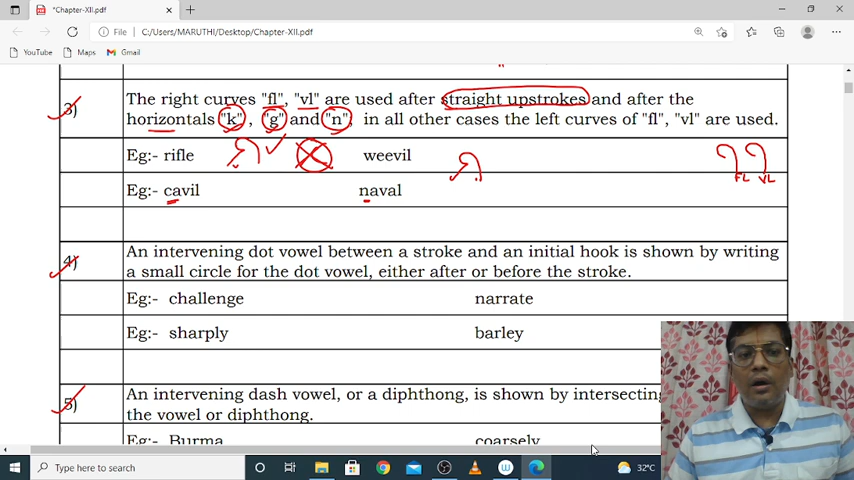 *Chapter-XII.pdf
File C:/Users/MARUTHI/Desktop/Chapter-XII.pdf
YouTube Maps Gmail
3) The right curves "fl", "vl" are used after straight upstrokes and after the
horizontals "k", "g" and "n", in all other cases the left curves of "fl", "vl" are used.
Eg:- rifle weevil
FL VL
Eg:- cavil naval
4) An intervening dot vowel between a stroke and an initial hook is shown by writing
a small circle for the dot vowel, either after or before the stroke.
Eg:- challenge narrate
Eg:- sharply barley
5) An intervening dash vowel, or a diphthong, is shown by intersecting
the vowel or diphthong.
Eg:- Burma coarsely
Type here to search
32°C